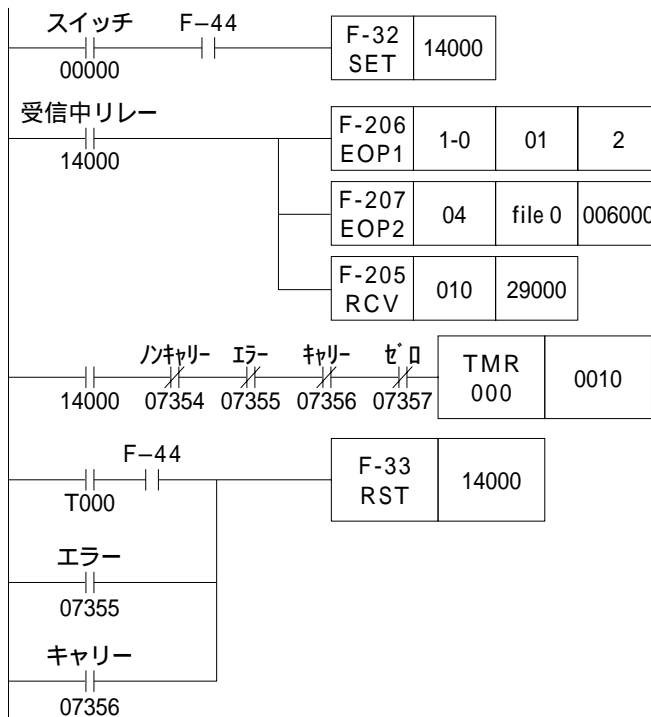 スイッチ F−44 F-32 SET 14000
00000
受信中リレー F-206 EOP1 1-0 01 2
14000
F-207 EOP2 04 file 0 006000
F-205 RCV 010 29000
ﾉﾝｷｬﾘｰ ｴﾗｰ ｷｬﾘｰ ｾﾞﾛ TMR 000 0010
14000 07354 07355 07356 07357
F−44 F-33 RST 14000
T000
エラー
07355
キャリー
07356